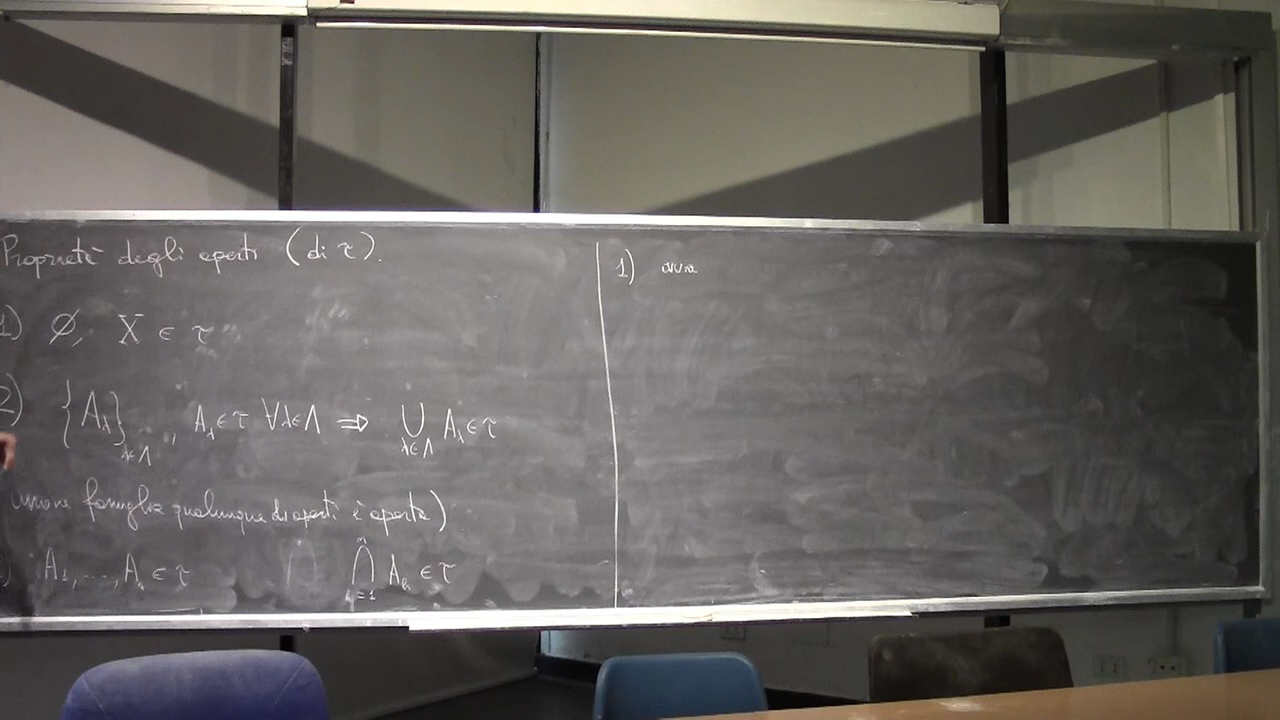 Proprietà degli aperti (di τ).
1) ∅, X ∈ τ
2) {A_λ}_{λ∈Λ}, A_λ ∈ τ ∀λ∈Λ ⇒ ⋃_{λ∈Λ} A_λ ∈ τ
unione famiglia qualunque di aperti è aperta)
) A_1, ..., A_n ∈ τ ⋂_{k=1}^{n} A_k ∈ τ
1) ovvia